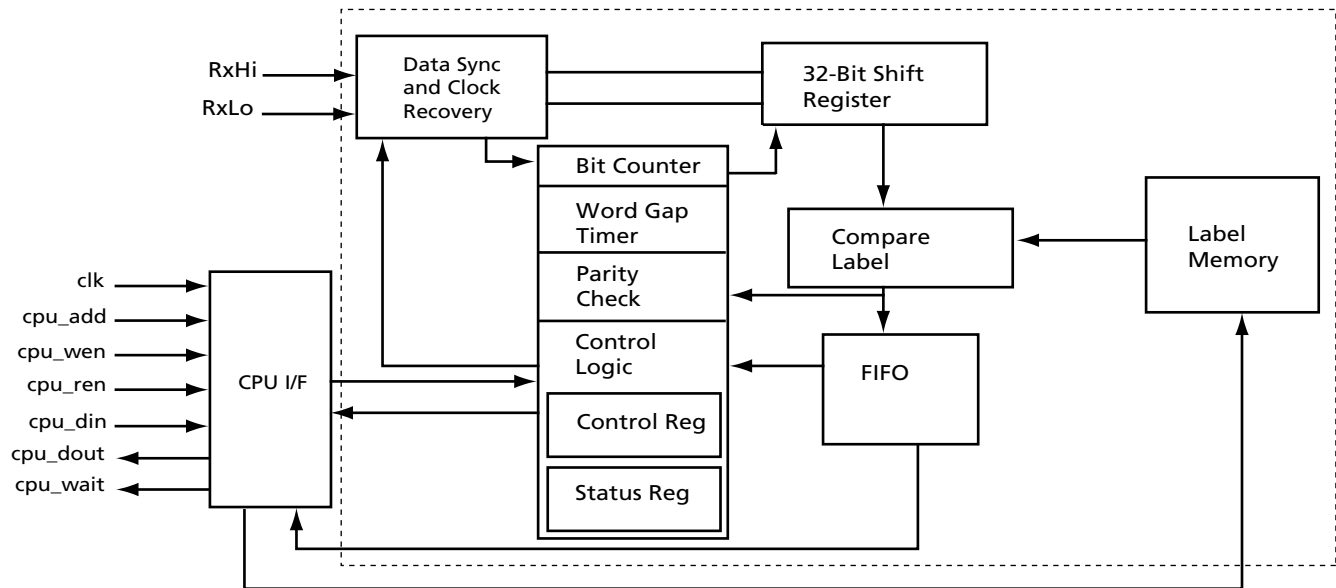 RxHi
RxLo
Data Sync
and Clock
Recovery
32-Bit Shift
Register
Bit Counter
Word Gap
Timer
Parity
Check
Control
Logic
Control Reg
Status Reg
Compare
Label
Label
Memory
FIFO
clk
cpu_add
cpu_wen
cpu_ren
cpu_din
cpu_dout
cpu_wait
CPU I/F